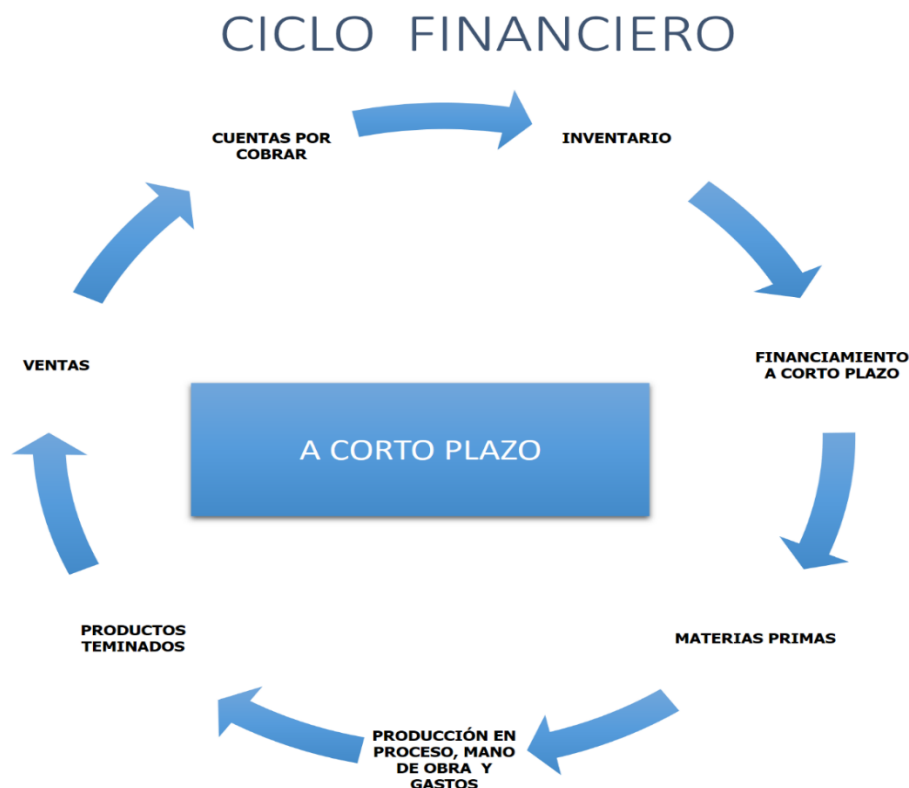 CICLO FINANCIERO
CUENTAS POR
COBRAR
INVENTARIO
FINANCIAMIENTO
A CORTO PLAZO
MATERIAS PRIMAS
PRODUCCIÓN EN
PROCESO, MANO
DE OBRA Y
GASTOS
PRODUCTOS
TEMINADOS
VENTAS
A CORTO PLAZO